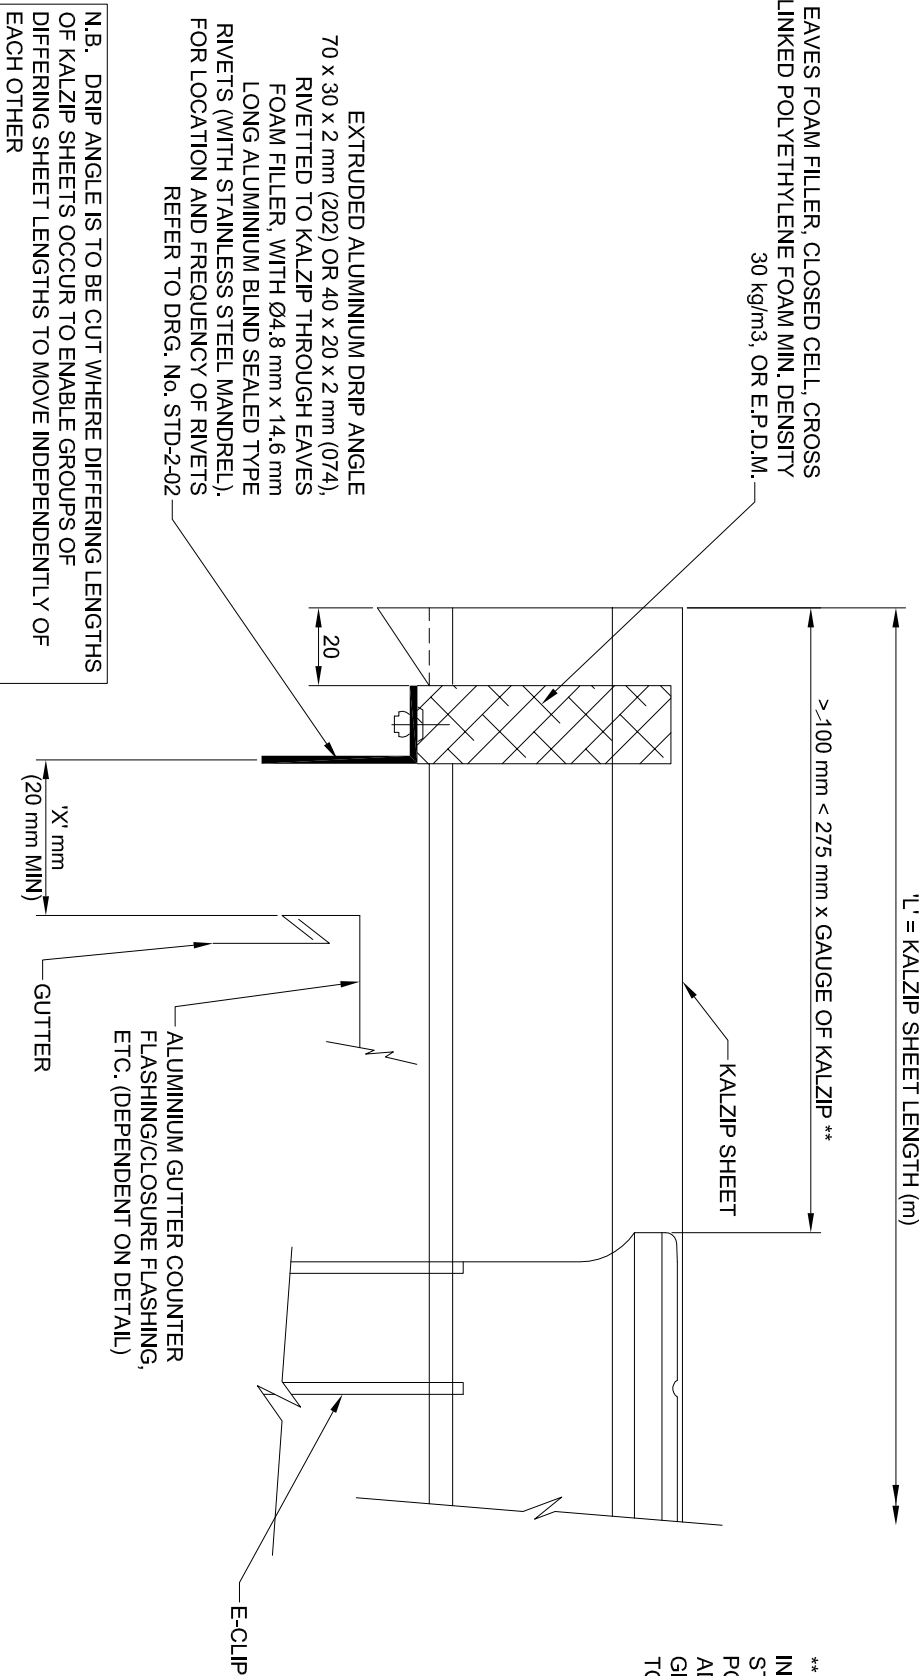 'L' = KALZIP SHEET LENGTH (m)
> 100 mm < 275 mm x GAUGE OF KALZIP **
EAVES FOAM FILLER, CLOSED CELL, CROSS
LINKED POLYETHYLENE FOAM MIN. DENSITY
30 kg/m3, OR E.P.D.M.
KALZIP SHEET
EXTRUDED ALUMINIUM DRIP ANGLE
70 x 30 x 2 mm (202) OR 40 x 20 x 2 mm (074),
RIVETTED TO KALZIP THROUGH EAVES
FOAM FILLER, WITH Ø4.8 mm x 14.6 mm
LONG ALUMINIUM BLIND SEALED TYPE
RIVETS (WITH STAINLESS STEEL MANDREL).
FOR LOCATION AND FREQUENCY OF RIVETS
REFER TO DRG. No. STD-2-02
20
'X' mm
(20 mm MIN)
GUTTER
ALUMINIUM GUTTER COUNTER
FLASHING/CLOSURE FLASHING,
ETC. (DEPENDENT ON DETAIL)
E-CLIP
N.B. DRIP ANGLE IS TO BE CUT WHERE DIFFERING LENGTHS
OF KALZIP SHEETS OCCUR TO ENABLE GROUPS OF
DIFFERING SHEET LENGTHS TO MOVE INDEPENDENTLY OF
EACH OTHER
**